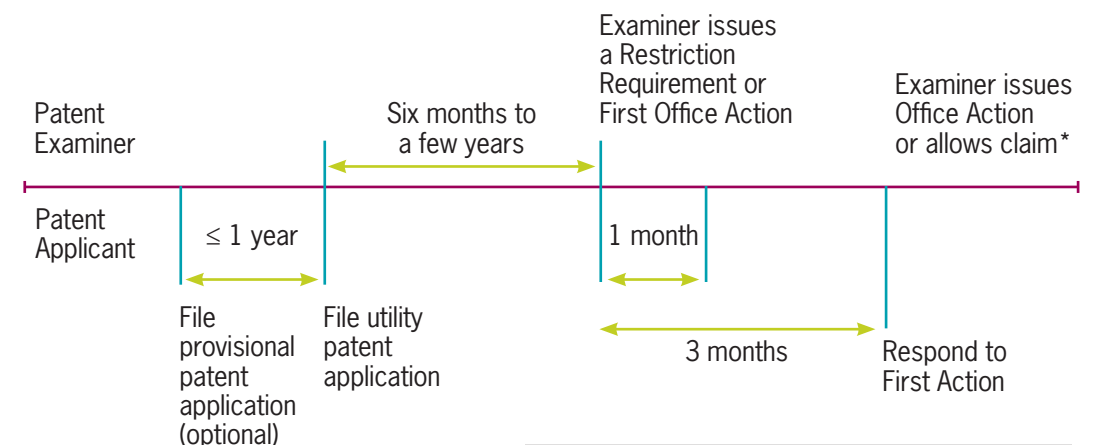 Examiner issues
a Restriction
Requirement or
First Office Action
Examiner issues
Office Action
or allows claim*
Patent
Examiner
Six months to
a few years
Patent
Applicant
≤ 1 year
1 month
3 months
File
provisional
patent
application
(optional)
File utility
patent
application
Respond to
First Action